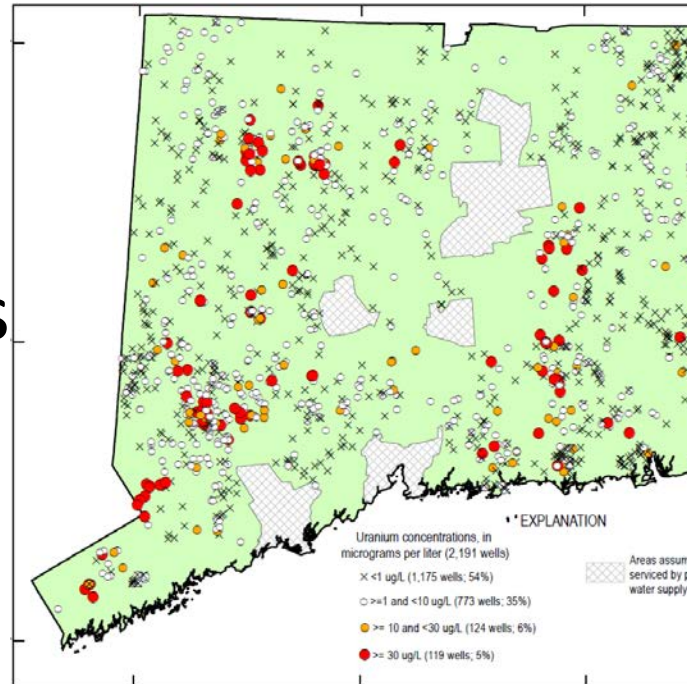 EXPLANATION
Uranium concentrations, in
micrograms per liter (2,191 wells)
<1 ug/L (1,175 wells; 54%)
>=1 and <10 ug/L (773 wells; 35%)
>= 10 and <30 ug/L (124 wells; 6%)
>= 30 ug/L (119 wells; 5%)
Areas assum
serviced by p
water supply